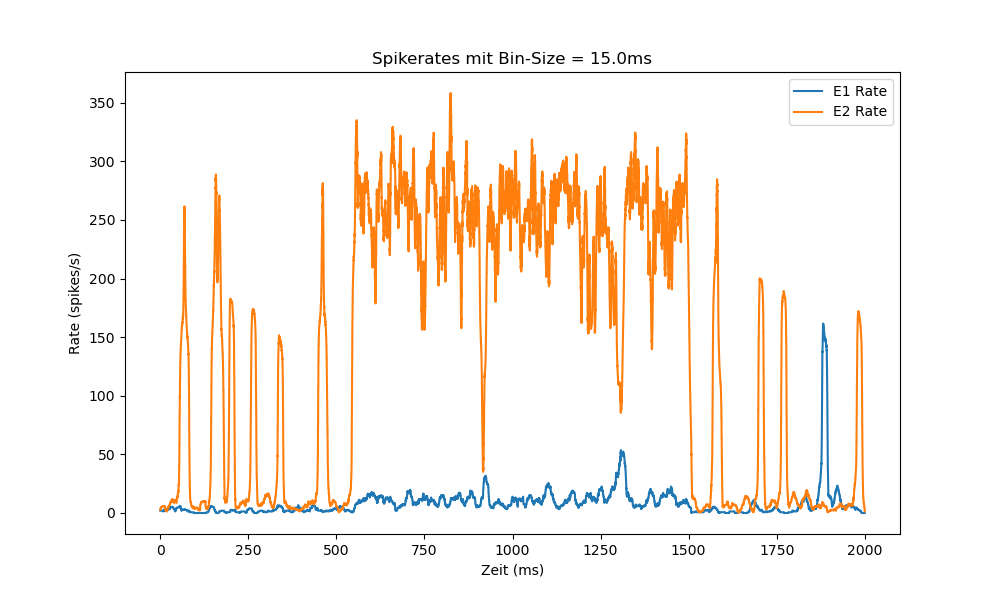 Spikerates mit Bin-Size = 15.0ms
E1 Rate
E2 Rate
Rate (spikes/s)
350
300
250
200
150
100
50
0
0 250 500 750 1000 1250 1500 1750 2000
Zeit (ms)